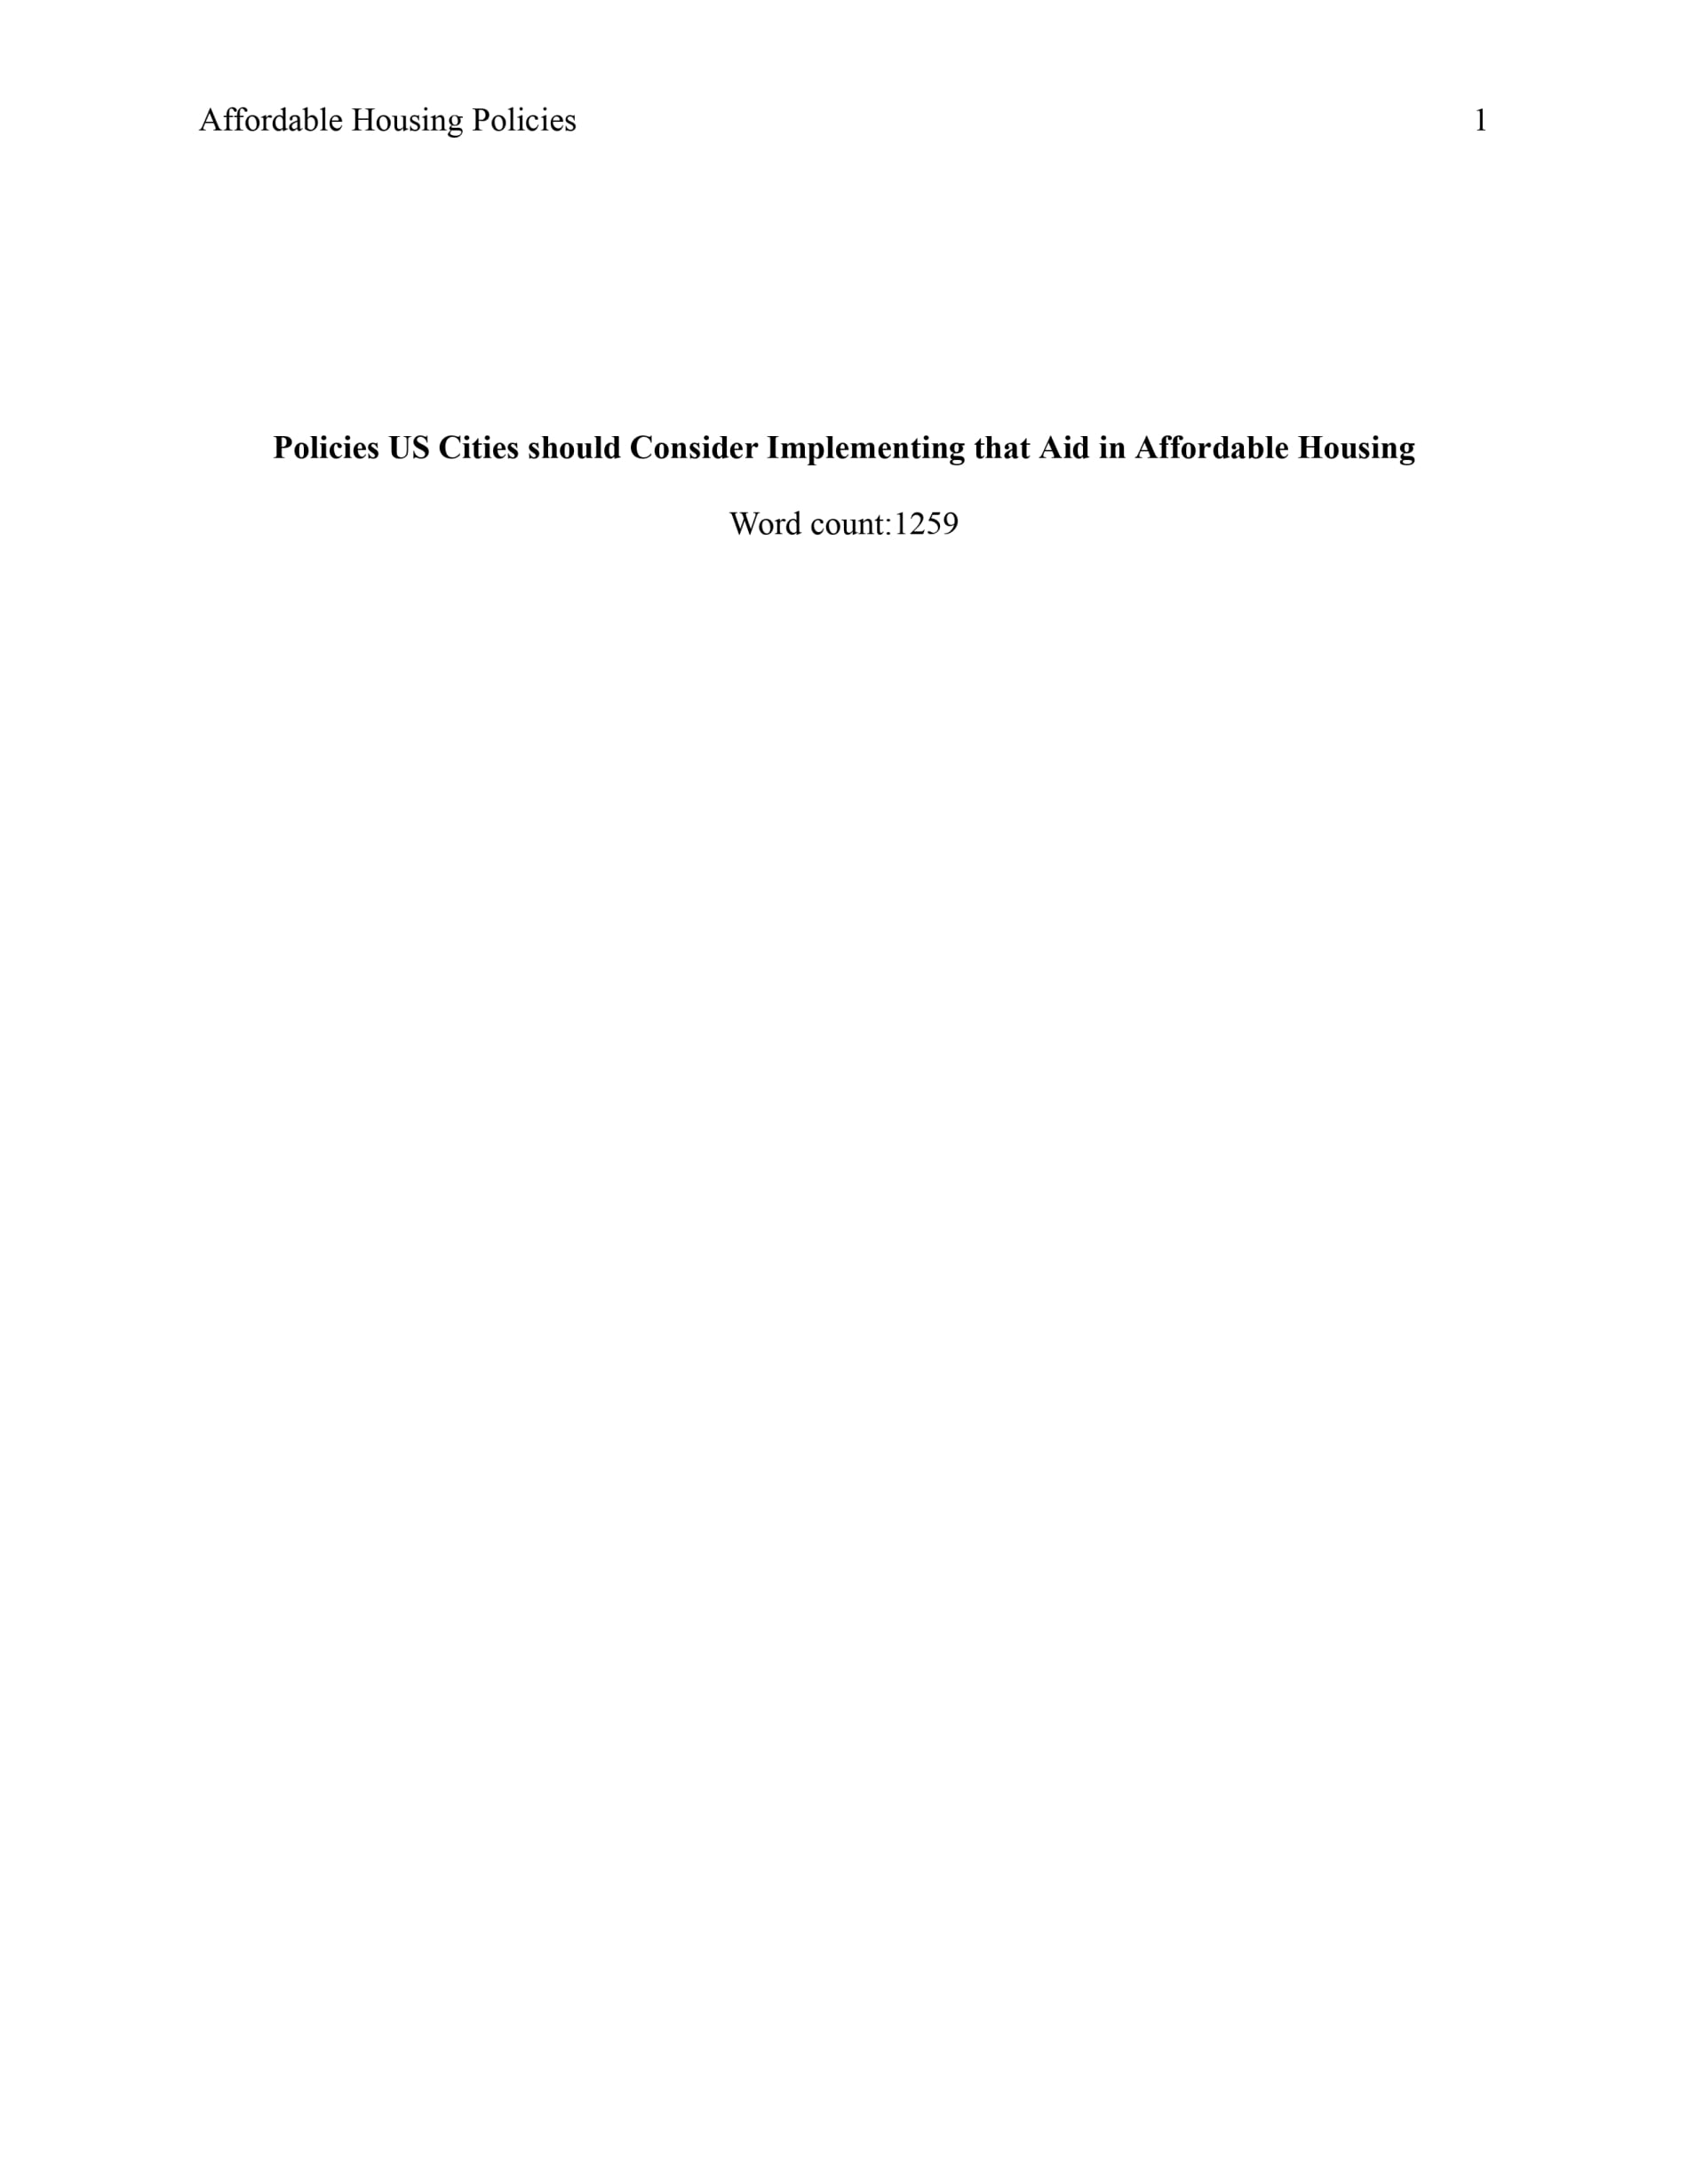 Affordable Housing Policies 1
Policies US Cities should Consider Implementing that Aid in Affordable Housing
Word count:1259